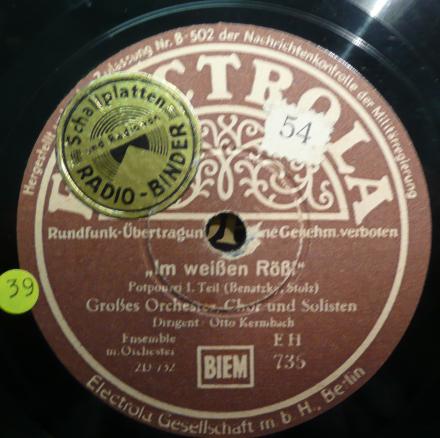 Hergestellt Zulassung Nr. B-502 der Nachrichtenkontrolle der Militärregierung
ELECTROLA
Schallplatten
und Radiohaus
RADIO-BINDER
54
Rundfunk-Übertragung ohne Genehm. verboten
39
„Im weißen Rößl"
Potpourri I. Teil (Benatzky, Stolz)
Großes Orchester, Chor und Solisten
Dirigent: Otto Kermbach
Ensemble
m. Orchester
EH
735
BIEM
Electrola Gesellschaft m b H., Berlin